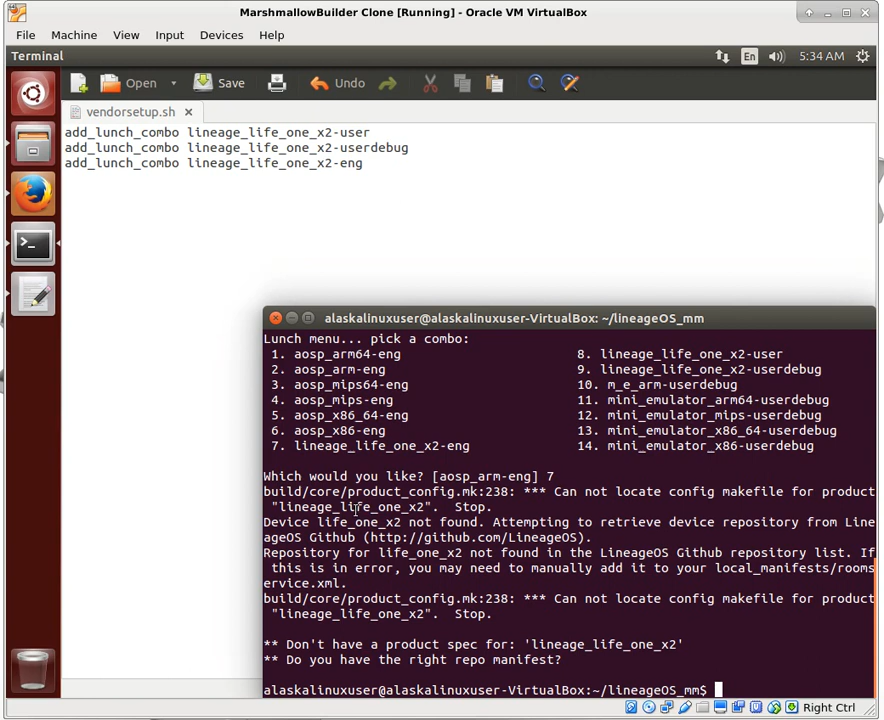 MarshmallowBuilder Clone [Running] - Oracle VM VirtualBox
File Machine View Input Devices Help
Terminal En 5:34 AM
Open Save Undo
vendorsetup.sh
add_lunch_combo lineage_life_one_x2-user
add_lunch_combo lineage_life_one_x2-userdebug
add_lunch_combo lineage_life_one_x2-eng
alaskalinuxuser@alaskalinuxuser-VirtualBox: ~/lineageOS_mm
Lunch menu... pick a combo:
1. aosp_arm64-eng 8. lineage_life_one_x2-user
2. aosp_arm-eng 9. lineage_life_one_x2-userdebug
3. aosp_mips64-eng 10. m_e_arm-userdebug
4. aosp_mips-eng 11. mini_emulator_arm64-userdebug
5. aosp_x86_64-eng 12. mini_emulator_mips-userdebug
6. aosp_x86-eng 13. mini_emulator_x86_64-userdebug
7. lineage_life_one_x2-eng 14. mini_emulator_x86-userdebug
Which would you like? [aosp_arm-eng] 7
build/core/product_config.mk:238: *** Can not locate config makefile for product
"lineage_life_one_x2". Stop.
Device life_one_x2 not found. Attempting to retrieve device repository from Line
ageOS Github (http://github.com/LineageOS).
Repository for life_one_x2 not found in the LineageOS Github repository list. If
this is in error, you may need to manually add it to your local_manifests/rooms
ervice.xml.
build/core/product_config.mk:238: *** Can not locate config makefile for product
"lineage_life_one_x2". Stop.
** Don't have a product spec for: 'lineage_life_one_x2'
** Do you have the right repo manifest?
alaskalinuxuser@alaskalinuxuser-VirtualBox:~/lineageOS_mm$
Right Ctrl